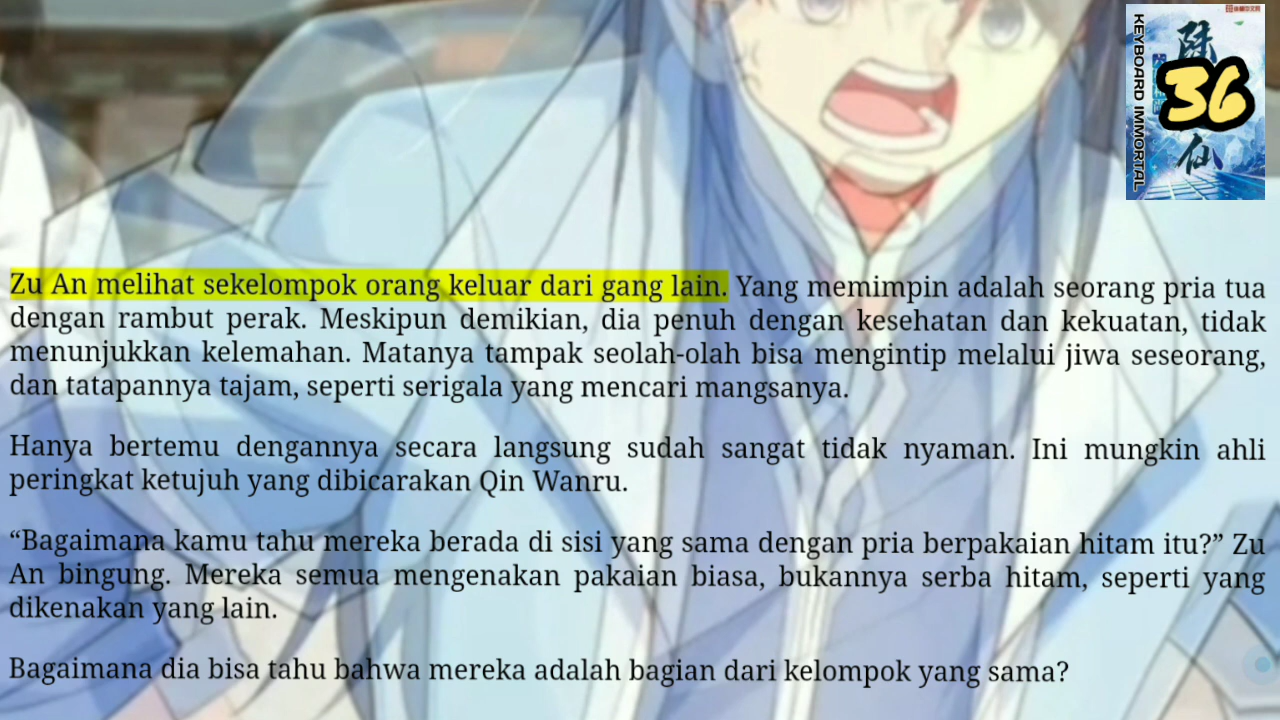 陆
36
仙
KEYBOARD IMMORTAL
Zu An melihat sekelompok orang keluar dari gang lain. Yang memimpin adalah seorang pria tua
dengan rambut perak. Meskipun demikian, dia penuh dengan kesehatan dan kekuatan, tidak
menunjukkan kelemahan. Matanya tampak seolah-olah bisa mengintip melalui jiwa seseorang,
dan tatapannya tajam, seperti serigala yang mencari mangsanya.
Hanya bertemu dengannya secara langsung sudah sangat tidak nyaman. Ini mungkin ahli
peringkat ketujuh yang dibicarakan Qin Wanru.
“Bagaimana kamu tahu mereka berada di sisi yang sama dengan pria berpakaian hitam itu?” Zu
An bingung. Mereka semua mengenakan pakaian biasa, bukannya serba hitam, seperti yang
dikenakan yang lain.
Bagaimana dia bisa tahu bahwa mereka adalah bagian dari kelompok yang sama?